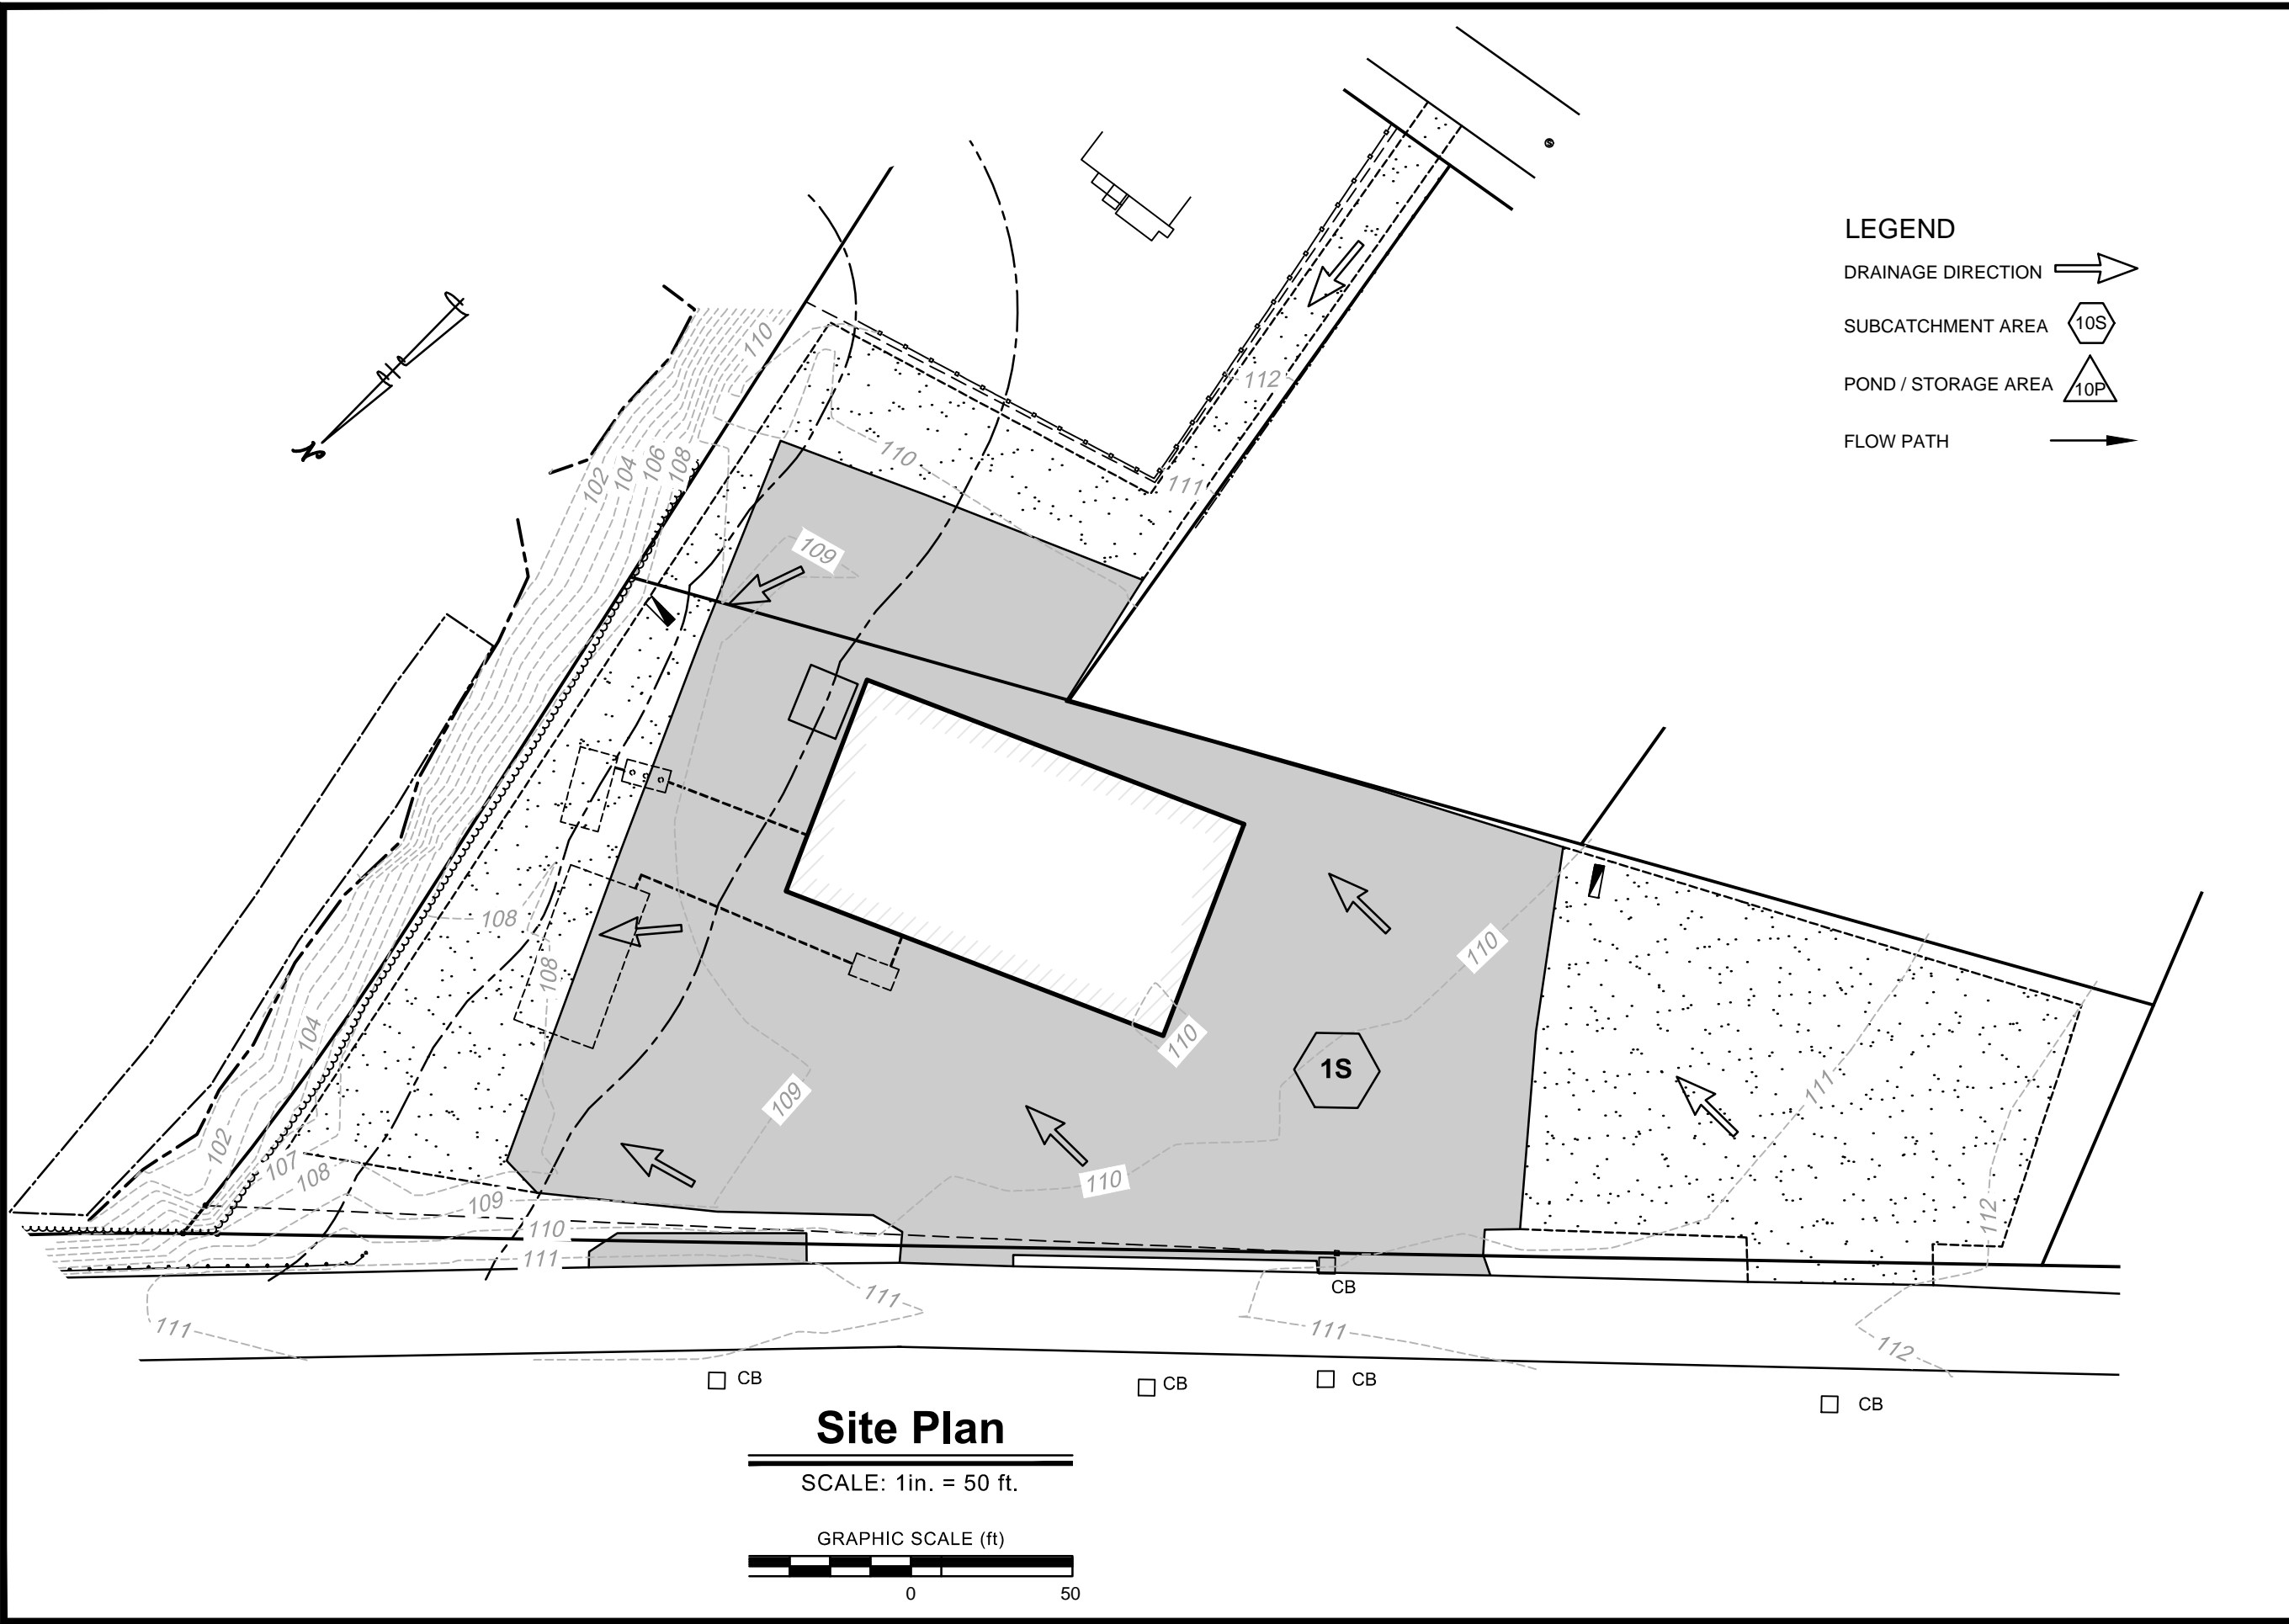 LEGEND
DRAINAGE DIRECTION
SUBCATCHMENT AREA 10S
POND / STORAGE AREA 10P
FLOW PATH
S
N
110
102
104
106
108
110
112
111
109
108
108
104
102
107
108
109
110
111
111
109
110
110
110
111
112
1S
111
111
112
CB
CB
CB
CB
CB
Site Plan
SCALE: 1in. = 50 ft.
GRAPHIC SCALE (ft)
0 50